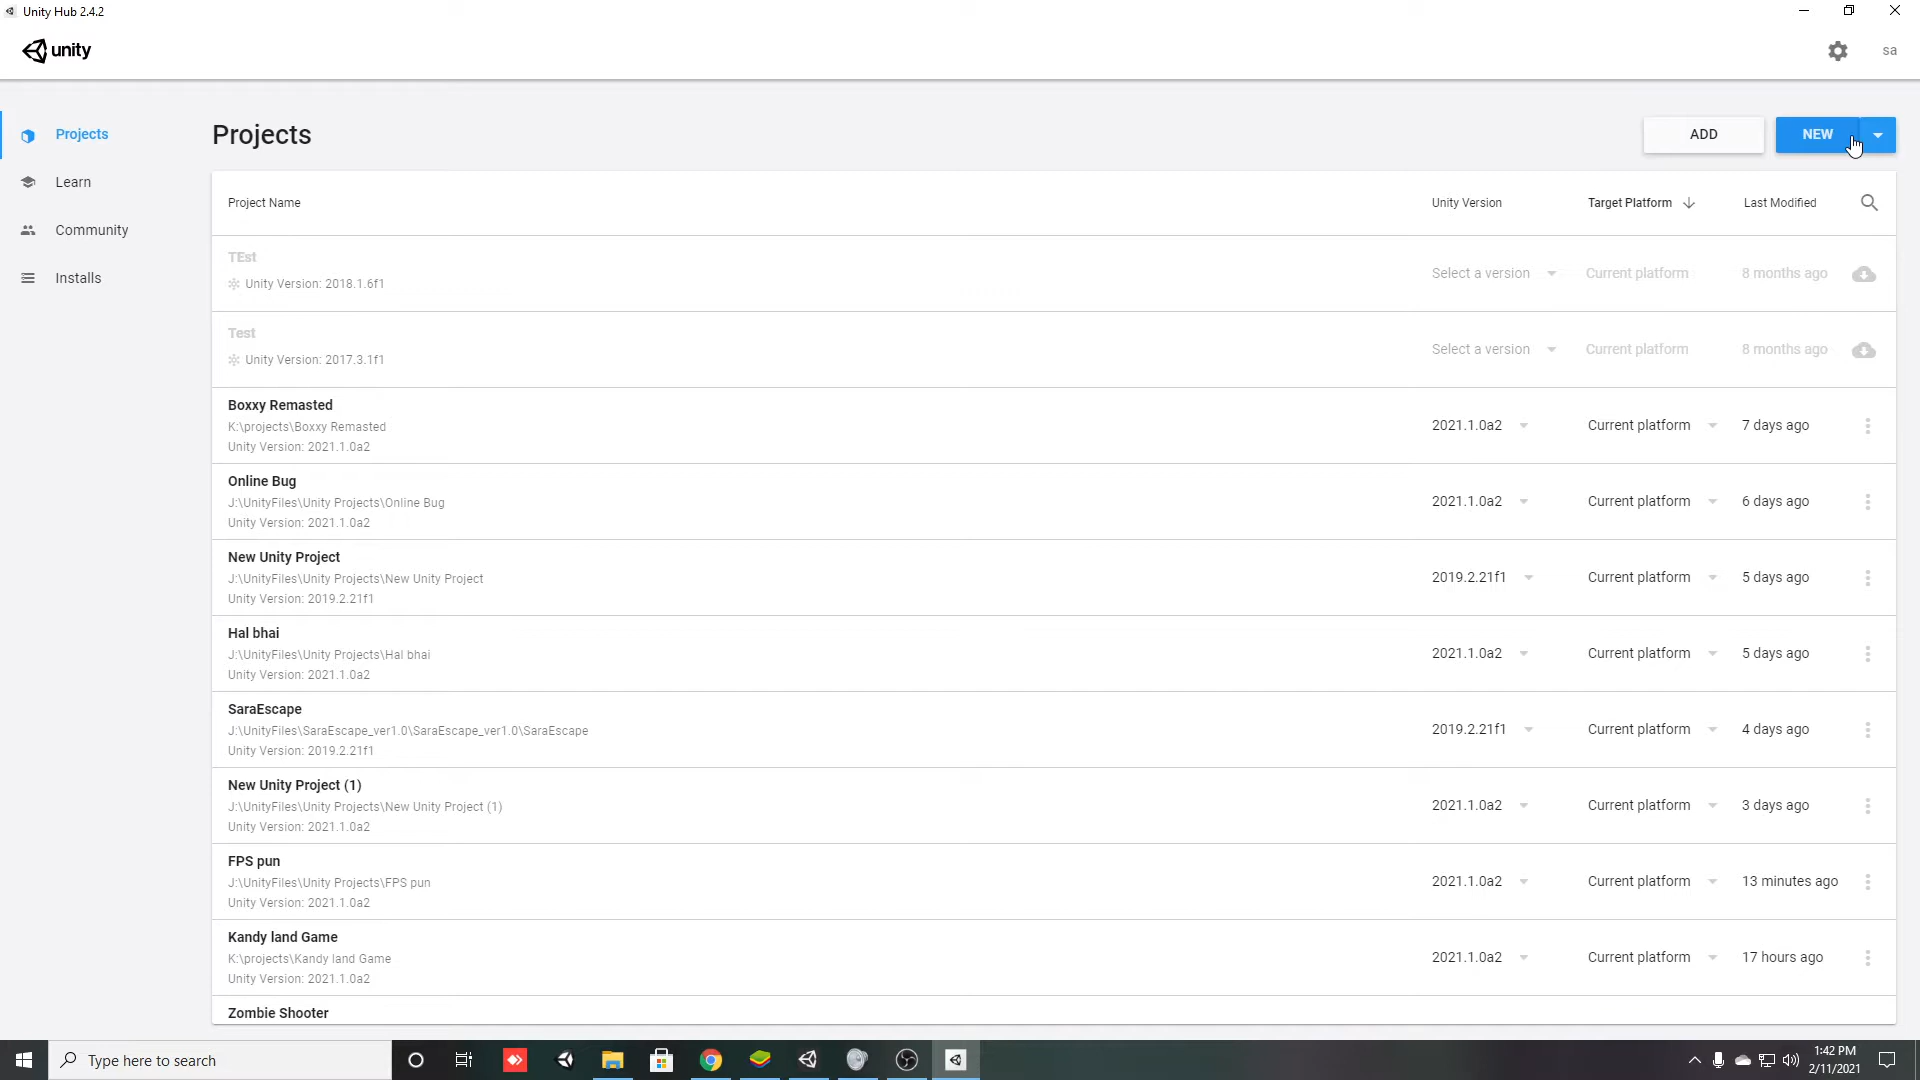 Unity Hub 2.4.2
unity
sa
Projects
Learn
Community
Installs
Projects
ADD
NEW
Project Name
Unity Version
Target Platform
Last Modified
TEst
Unity Version: 2018.1.6f1
Select a version
Current platform
8 months ago
Test
Unity Version: 2017.3.1f1
Select a version
Current platform
8 months ago
Boxxy Remasted
K:\projects\Boxxy Remasted
Unity Version: 2021.1.0a2
2021.1.0a2
Current platform
7 days ago
Online Bug
J:\UnityFiles\Unity Projects\Online Bug
Unity Version: 2021.1.0a2
2021.1.0a2
Current platform
6 days ago
New Unity Project
J:\UnityFiles\Unity Projects\New Unity Project
Unity Version: 2019.2.21f1
2019.2.21f1
Current platform
5 days ago
Hal bhai
J:\UnityFiles\Unity Projects\Hal bhai
Unity Version: 2021.1.0a2
2021.1.0a2
Current platform
5 days ago
SaraEscape
J:\UnityFiles\SaraEscape_ver1.0\SaraEscape_ver1.0\SaraEscape
Unity Version: 2019.2.21f1
2019.2.21f1
Current platform
4 days ago
New Unity Project (1)
J:\UnityFiles\Unity Projects\New Unity Project (1)
Unity Version: 2021.1.0a2
2021.1.0a2
Current platform
3 days ago
FPS pun
J:\UnityFiles\Unity Projects\FPS pun
Unity Version: 2021.1.0a2
2021.1.0a2
Current platform
13 minutes ago
Kandy land Game
K:\projects\Kandy land Game
Unity Version: 2021.1.0a2
2021.1.0a2
Current platform
17 hours ago
Zombie Shooter
Type here to search
1:42 PM
2/11/2021